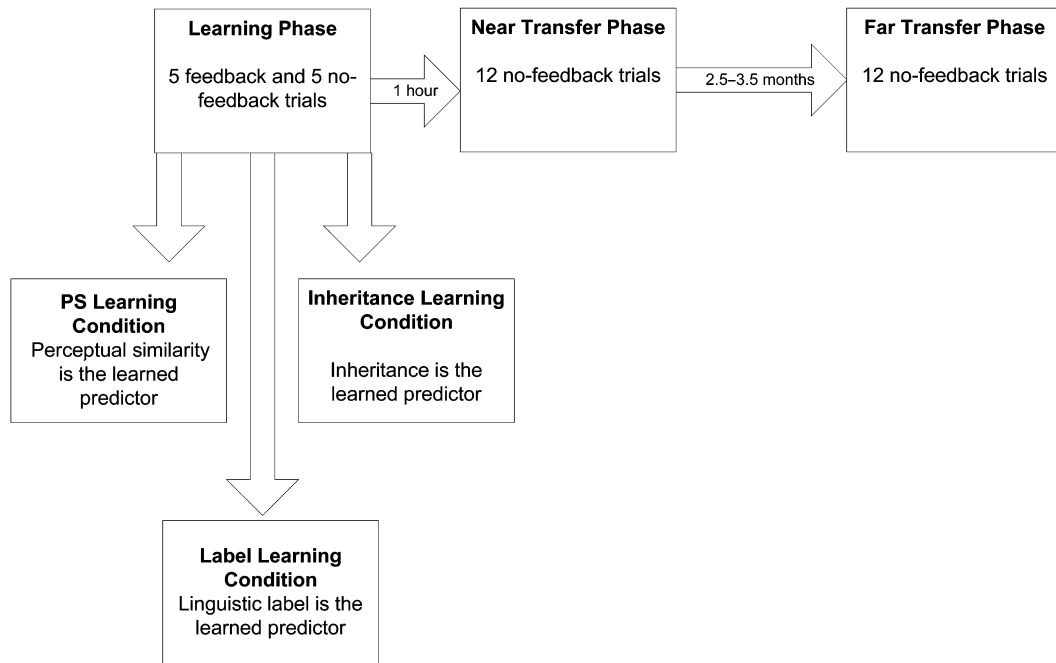 Learning Phase
5 feedback and 5 no-
feedback trials
1 hour
Near Transfer Phase
12 no-feedback trials
2.5–3.5 months
Far Transfer Phase
12 no-feedback trials
PS Learning
Condition
Perceptual similarity
is the learned
predictor
Inheritance Learning
Condition
Inheritance is the
learned predictor
Label Learning
Condition
Linguistic label is the
learned predictor